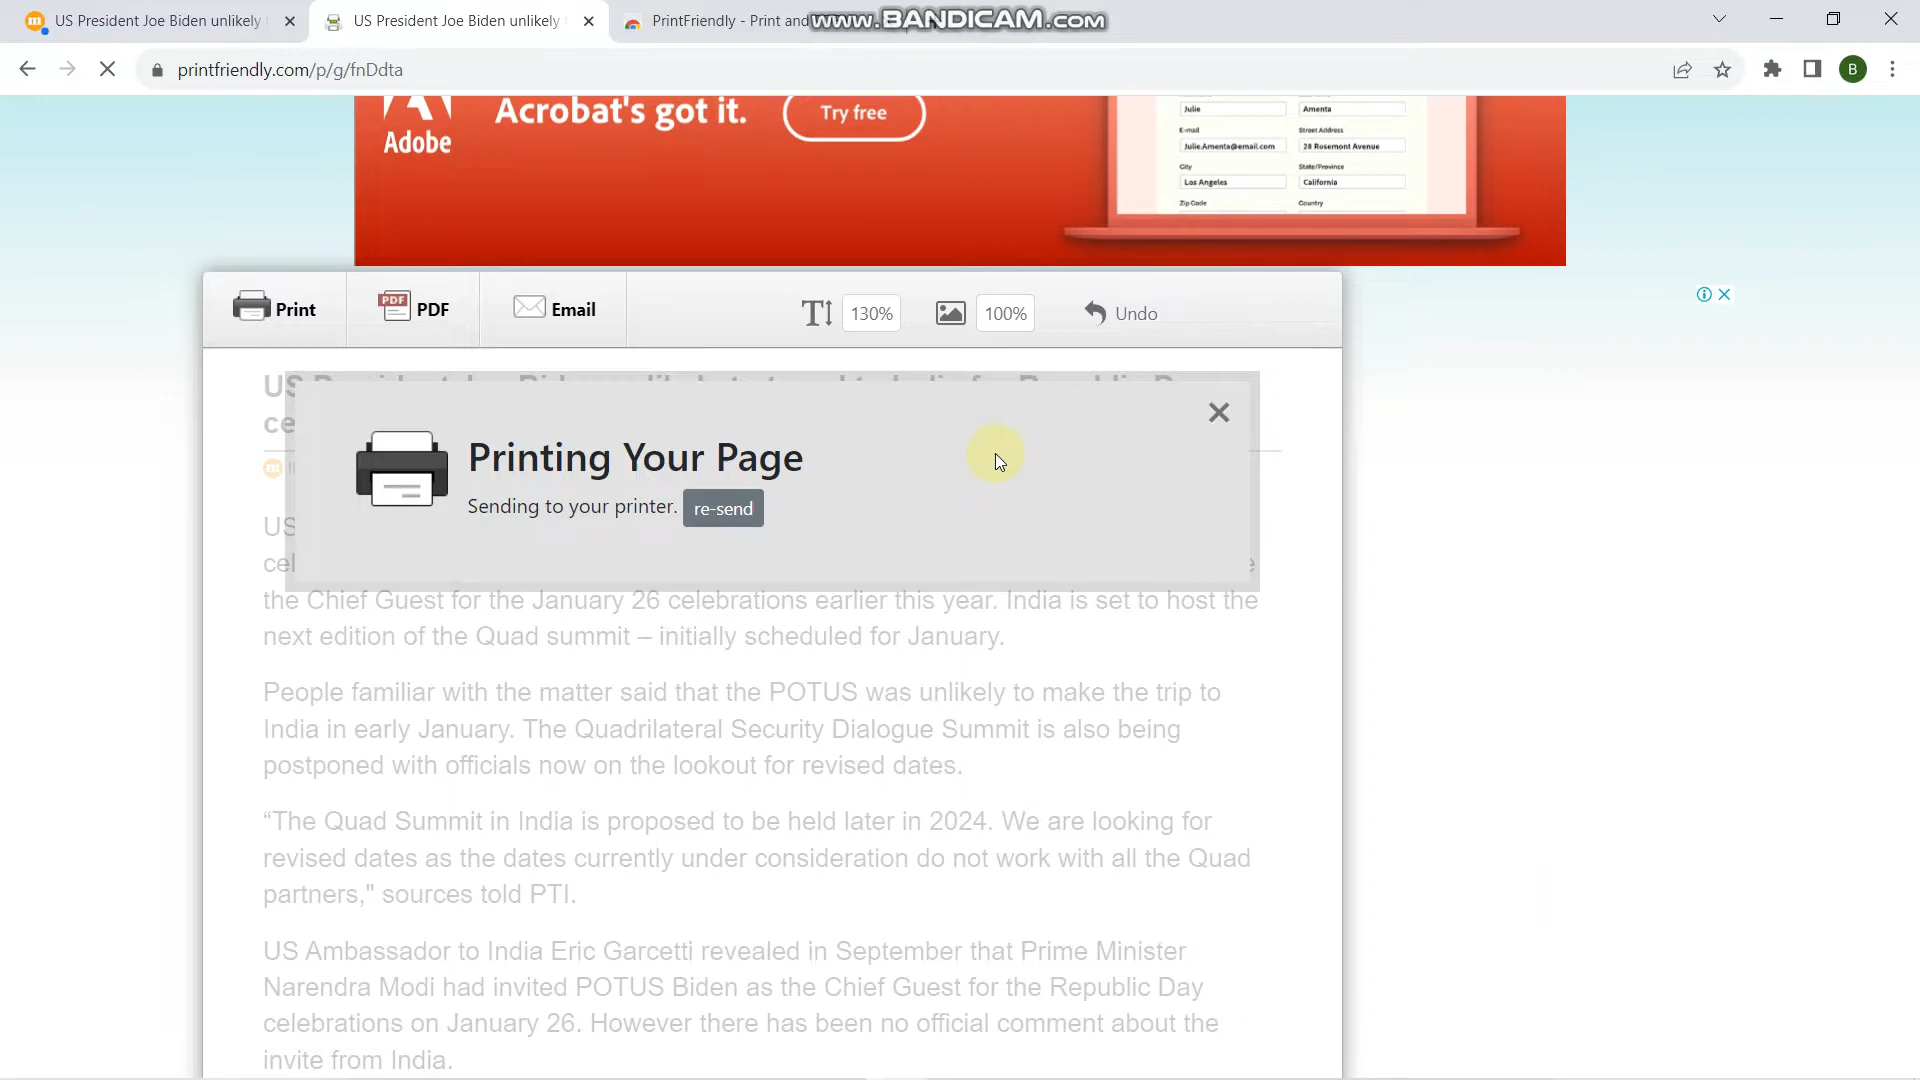 US President Joe Biden unlikely
US President Joe Biden unlikely
PrintFriendly - Print and
www.BANDICAM.com
printfriendly.com/p/g/fnDdta
B
Adobe
Acrobat's got it.
Try free
Julie
Amenta
E-mail
Street Address
Julie.Amenta@email.com
28 Rosemont Avenue
City
State/Province
Los Angeles
California
Zip Code
Country
Print
PDF
PDF
Email
130%
100%
Undo
US
ce
Printing Your Page
Sending to your printer. re-send
US
cel
the Chief Guest for the January 26 celebrations earlier this year. India is set to host the
next edition of the Quad summit – initially scheduled for January.
People familiar with the matter said that the POTUS was unlikely to make the trip to
India in early January. The Quadrilateral Security Dialogue Summit is also being
postponed with officials now on the lookout for revised dates.
“The Quad Summit in India is proposed to be held later in 2024. We are looking for
revised dates as the dates currently under consideration do not work with all the Quad
partners," sources told PTI.
US Ambassador to India Eric Garcetti revealed in September that Prime Minister
Narendra Modi had invited POTUS Biden as the Chief Guest for the Republic Day
celebrations on January 26. However there has been no official comment about the
invite from India.